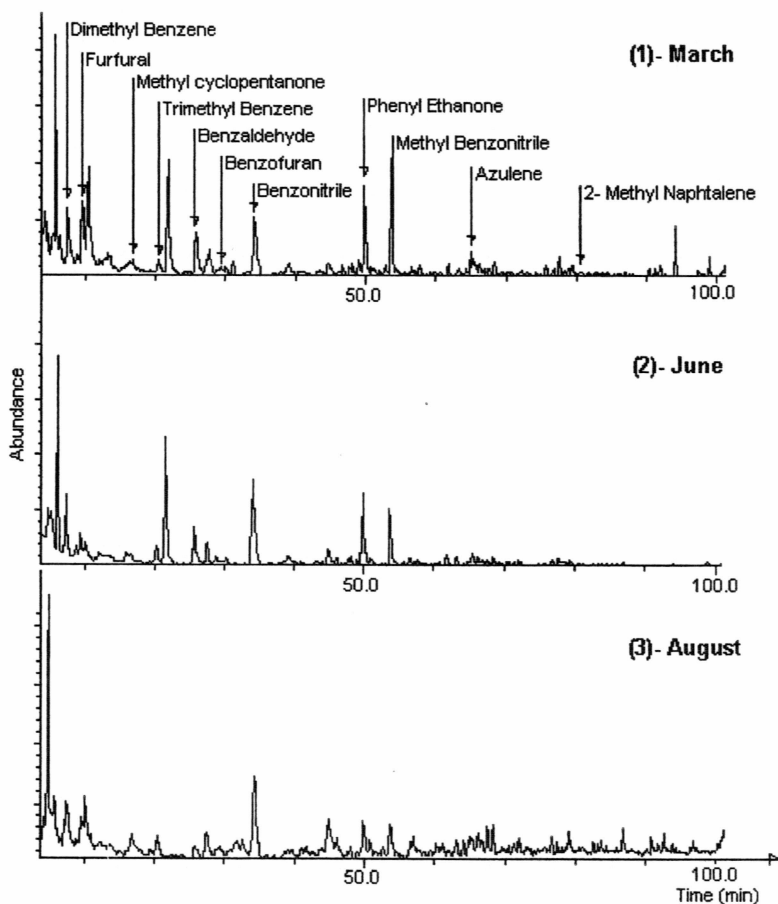 Dimethyl Benzene
(1)- March
Furfural
Methyl cyclopentanone
Trimethyl Benzene
Phenyl Ethanone
Benzaldehyde
Methyl Benzonitrile
Benzofuran
Azulene
Benzonitrile
2- Methyl Naphtalene
50.0
100.0
(2)- June
Abundance
50.0
100.0
(3)- August
50.0
100.0
Time (min)